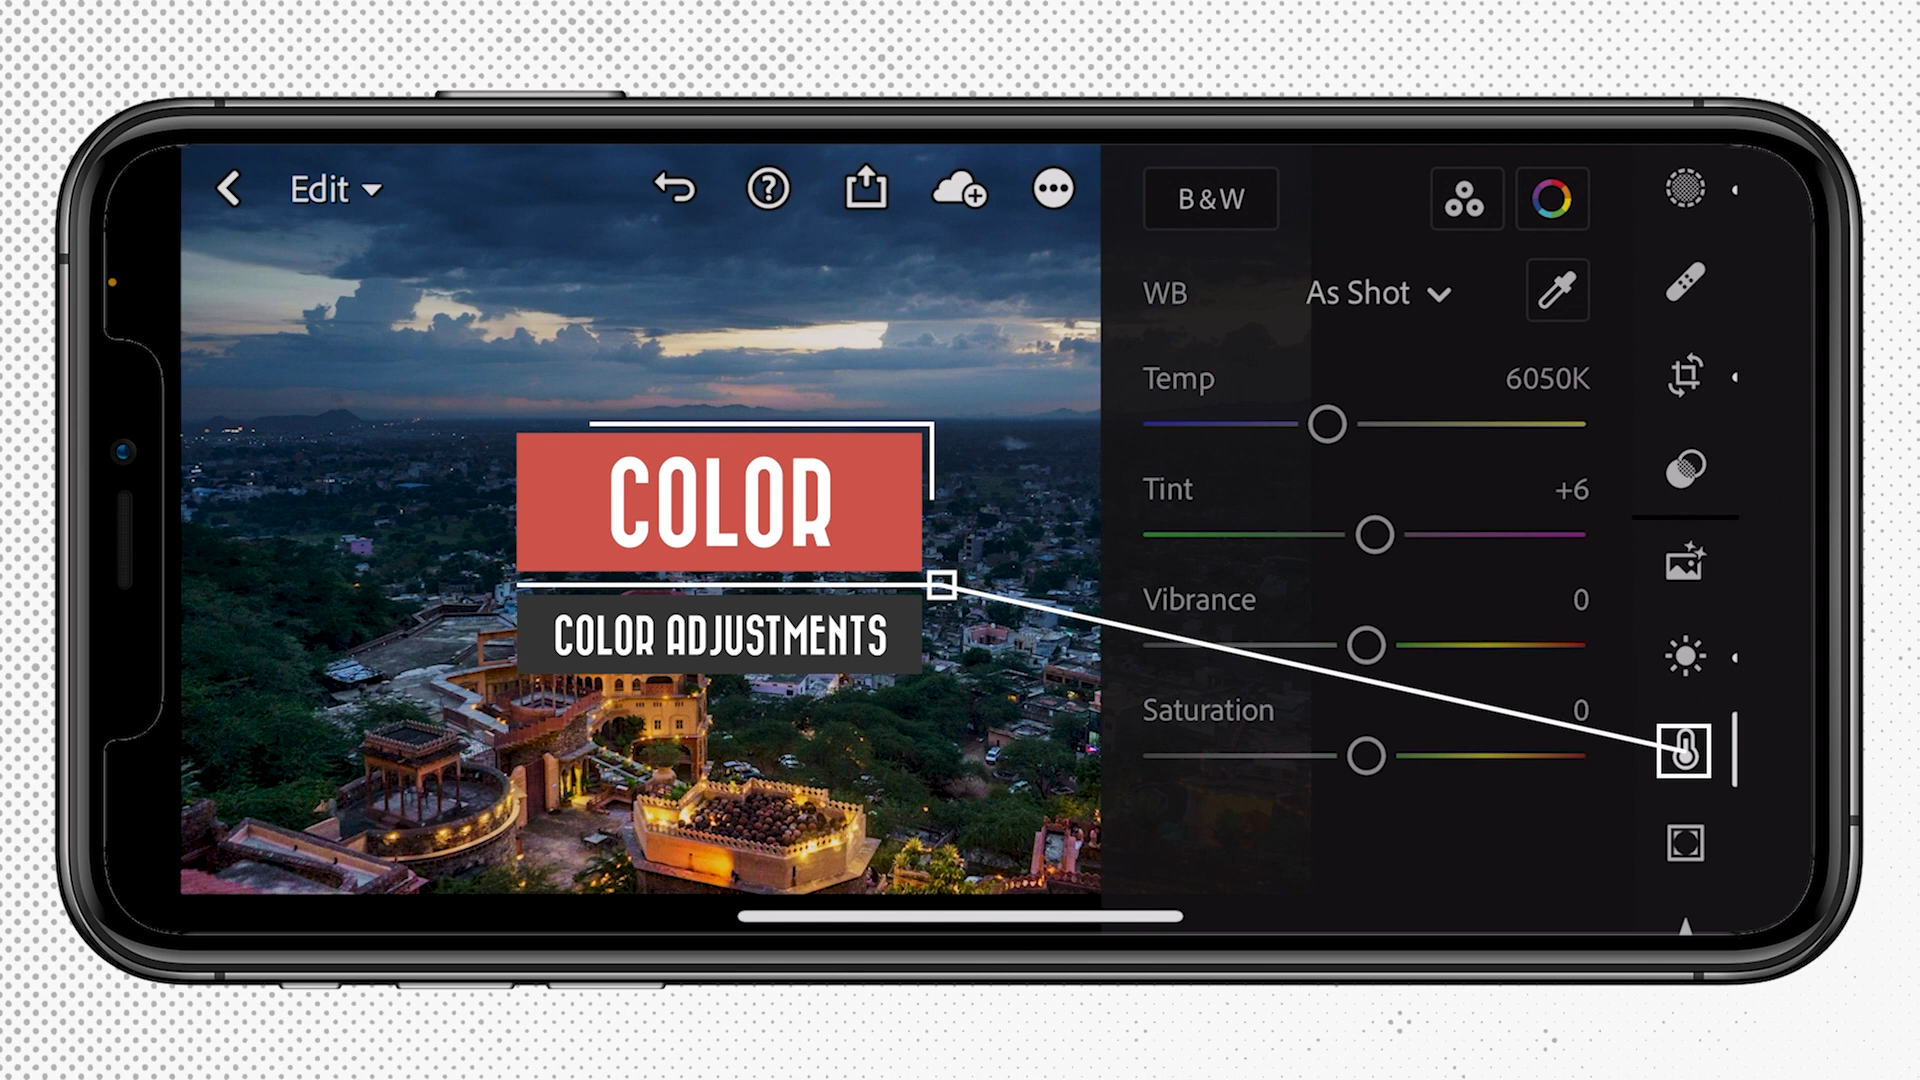 Edit
B&W
WB As Shot
Temp 6050K
Tint +6
Vibrance 0
Saturation 0
COLOR
COLOR ADJUSTMENTS